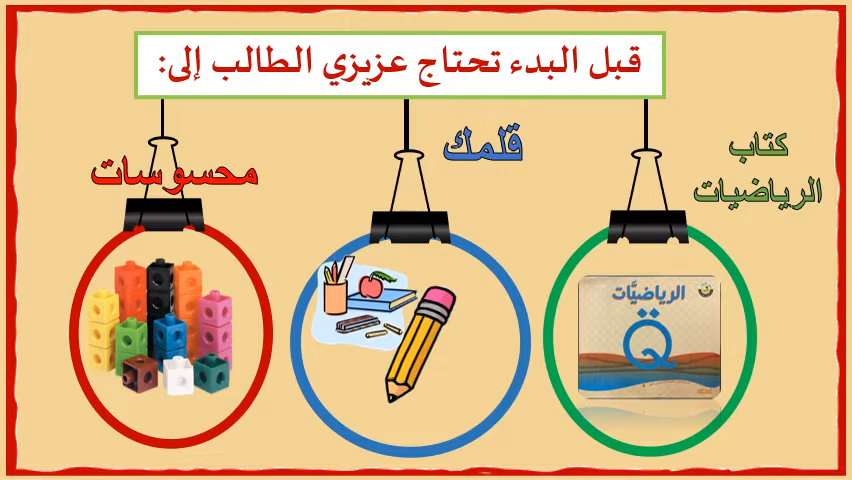 قبل البدء تحتاج عزيزي الطالب إلى:
كتاب
الرياضيات
قلمك
محسوسات
الرياضيَّات